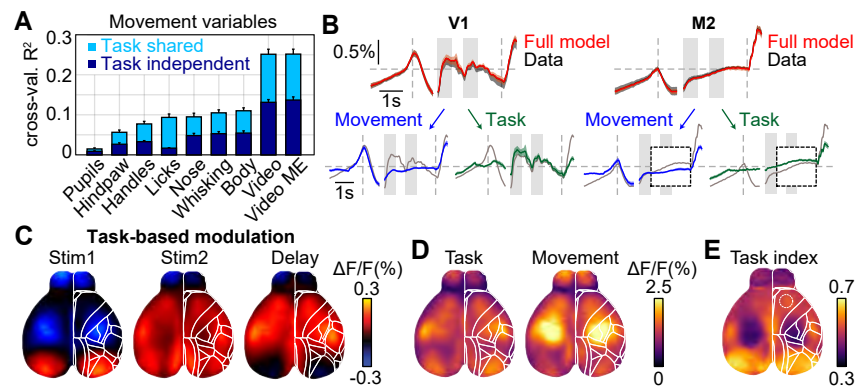 A
Movement variables
cross-val. R²
0.3
0.2
0.1
0
Task shared
Task independent
Pupils
Hindpaw
Handles
Licks
Nose
Whisking
Body
Video
Video ME
B
V1
M2
0.5%
1s
Full model
Data
Full model
Data
Movement
Task
Movement
Task
1s
C
Task-based modulation
Stim1
Stim2
Delay
ΔF/F(%)
0.3
-0.3
D
Task
Movement
ΔF/F(%)
2.5
0
E
Task index
0.7
0.3